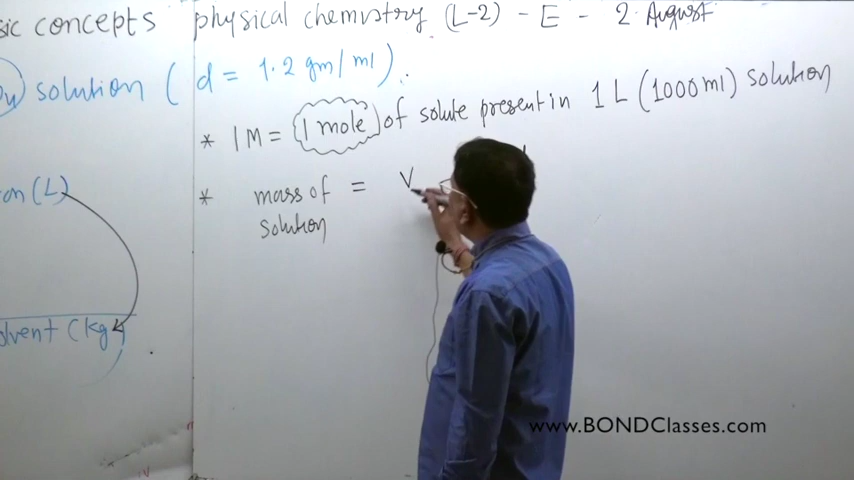 sic concepts physical chemistry (L-2) - E - 2 August
solution ( d = 1.2 gm/ml).
* 1 M = (1 mole) of solute present in 1 L (1000 ml) solution
on (L)
* mass of = V
solution
olvent (kg)
www.BONDClasses.com